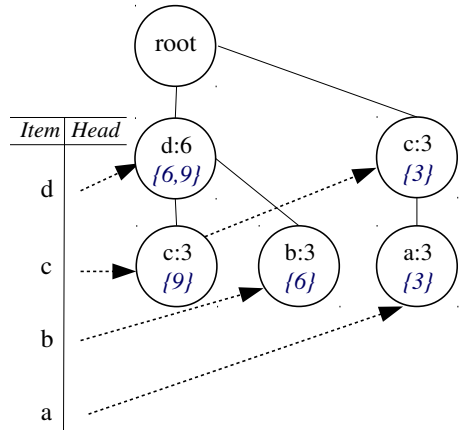 root
Item Head
d:6
{6,9}
c:3
{3}
d
c:3
{9}
b:3
{6}
a:3
{3}
c
b
a